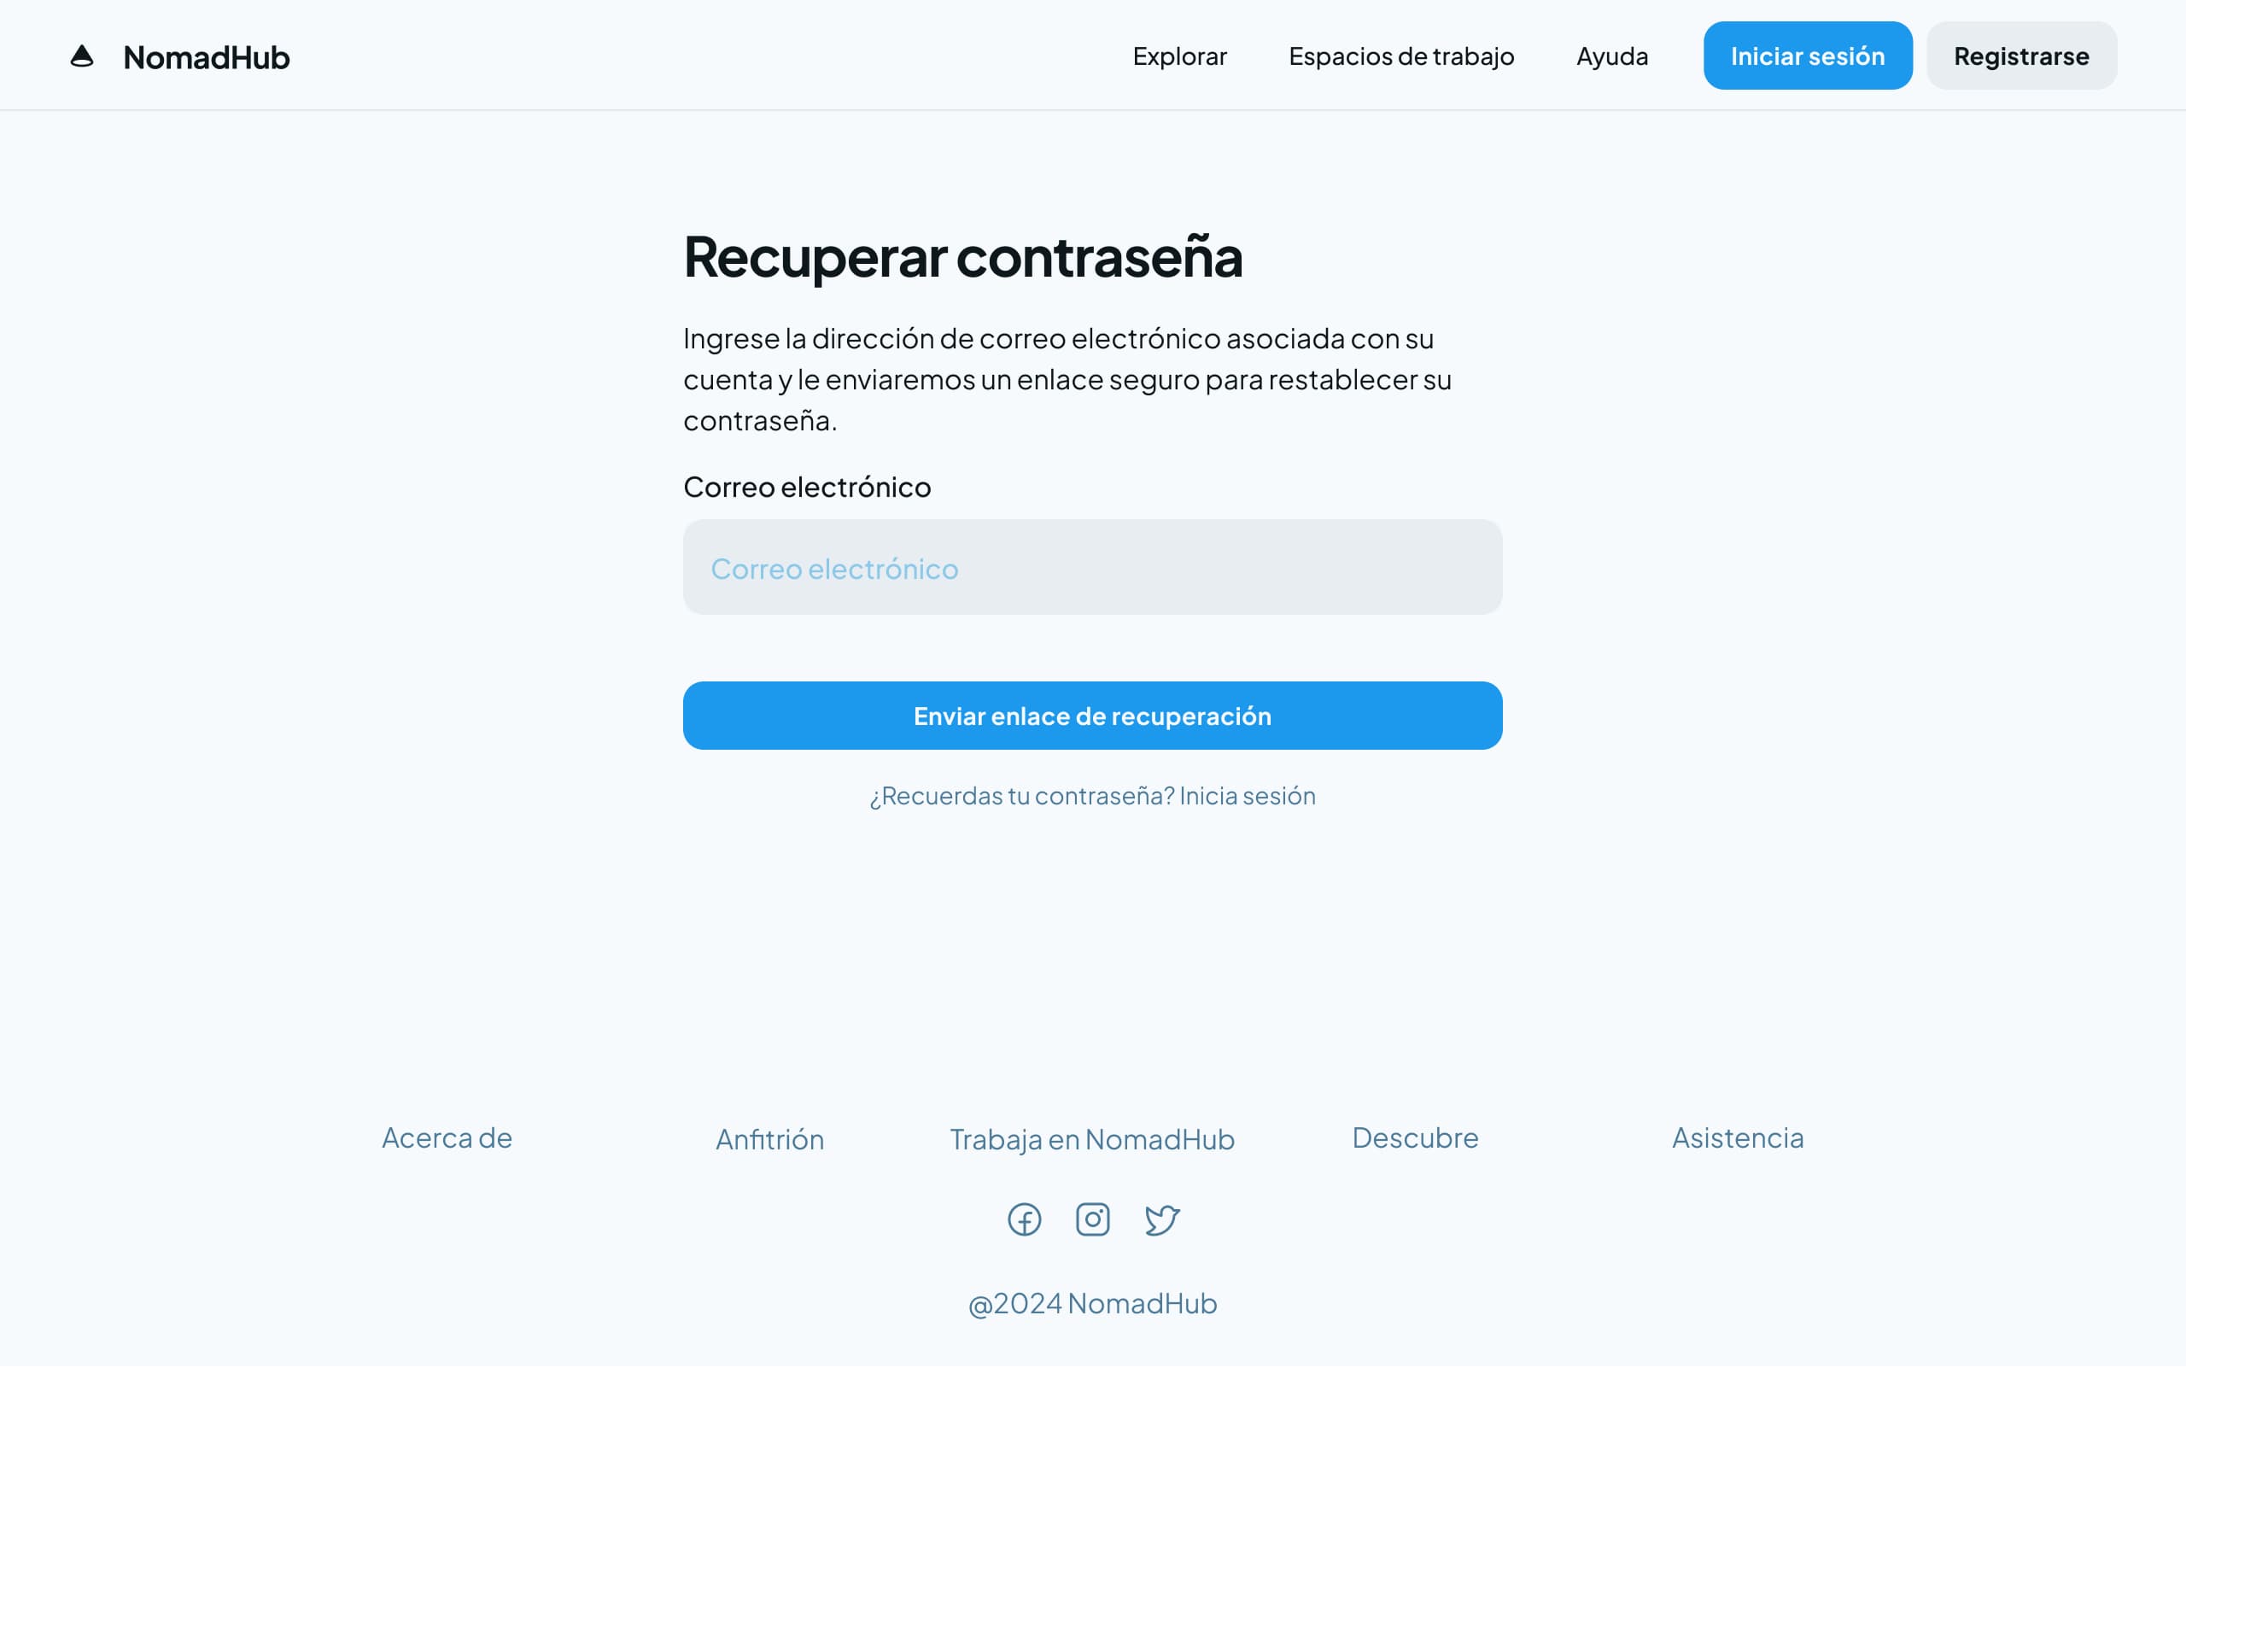 NomadHub
Explorar
Espacios de trabajo
Ayuda
Iniciar sesión
Registrarse
Recuperar contraseña
Ingrese la dirección de correo electrónico asociada con su
cuenta y le enviaremos un enlace seguro para restablecer su
contraseña.
Correo electrónico
Correo electrónico
Enviar enlace de recuperación
¿Recuerdas tu contraseña? Inicia sesión
Acerca de
Anfitrión
Trabaja en NomadHub
Descubre
Asistencia
@2024 NomadHub